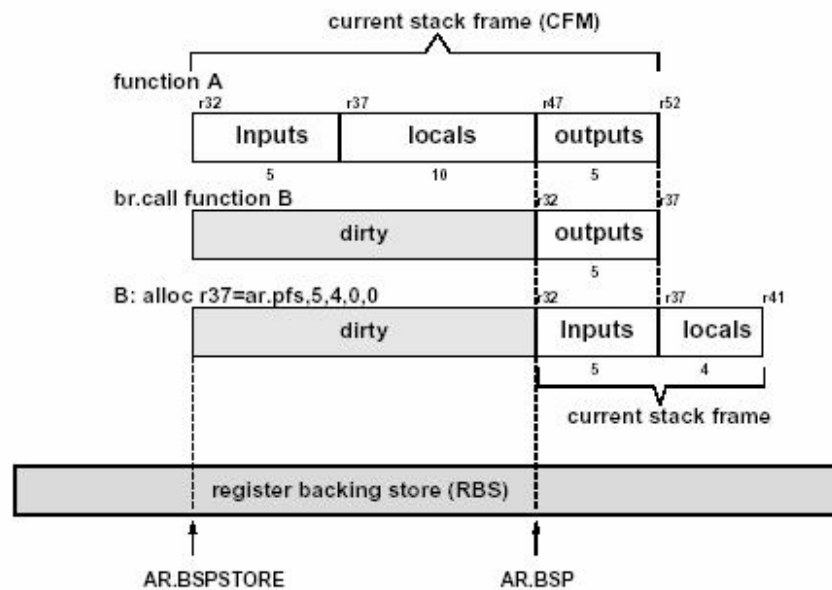 current stack frame (CFM)
function A
r32 r37 r47 r52
Inputs locals outputs
5 10 5
br.call function B
r32 r37
dirty outputs
5
B: alloc r37=ar.pfs,5,4,0,0
r32 r37 r41
dirty Inputs locals
5 4
current stack frame
register backing store (RBS)
AR.BSPSTORE AR.BSP